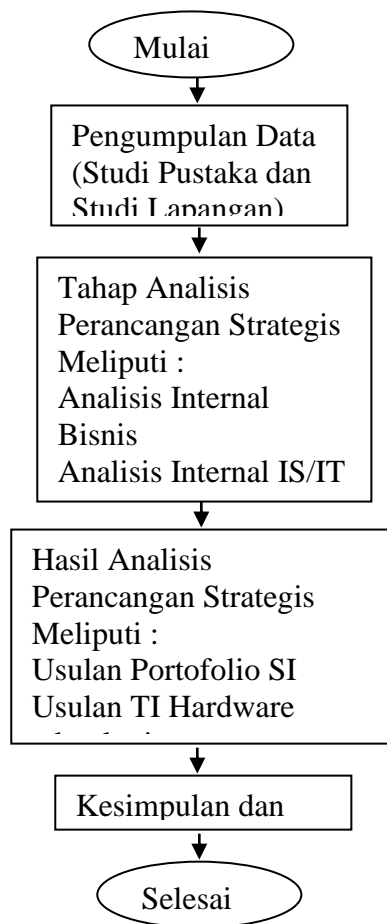 Mulai
Pengumpulan Data
(Studi Pustaka dan
Studi Lapangan)
Tahap Analisis
Perancangan Strategis
Meliputi :
Analisis Internal
Bisnis
Analisis Internal IS/IT
Hasil Analisis
Perancangan Strategis
Meliputi :
Usulan Portofolio SI
Usulan TI Hardware
Kesimpulan dan
Selesai